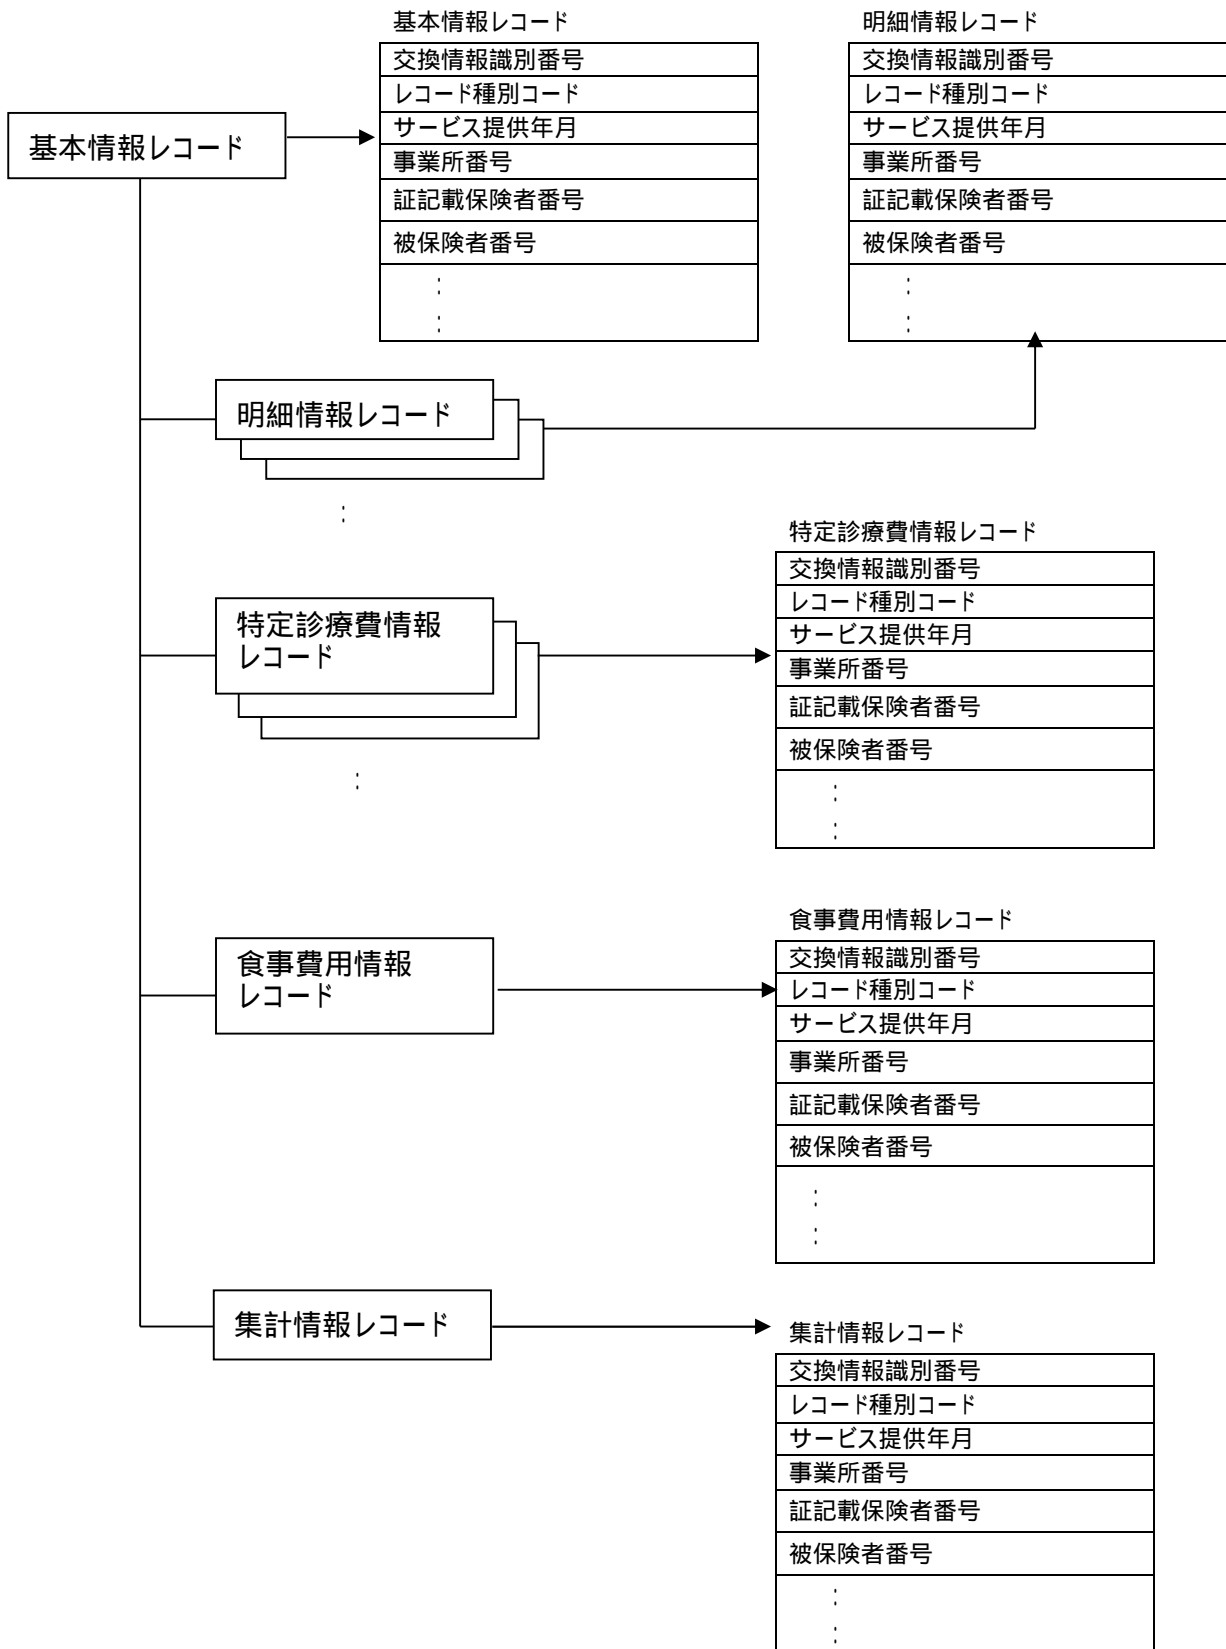 基本情報レコード
基本情報レコード
交換情報識別番号
レコード種別コード
サービス提供年月
事業所番号
証記載保険者番号
被保険者番号
:
:
明細情報レコード
交換情報識別番号
レコード種別コード
サービス提供年月
事業所番号
証記載保険者番号
被保険者番号
:
:
明細情報レコード
:
特定診療費情報
レコード
:
特定診療費情報レコード
交換情報識別番号
レコード種別コード
サービス提供年月
事業所番号
証記載保険者番号
被保険者番号
:
:
食事費用情報
レコード
食事費用情報レコード
交換情報識別番号
レコード種別コード
サービス提供年月
事業所番号
証記載保険者番号
被保険者番号
:
:
集計情報レコード
集計情報レコード
交換情報識別番号
レコード種別コード
サービス提供年月
事業所番号
証記載保険者番号
被保険者番号
:
: